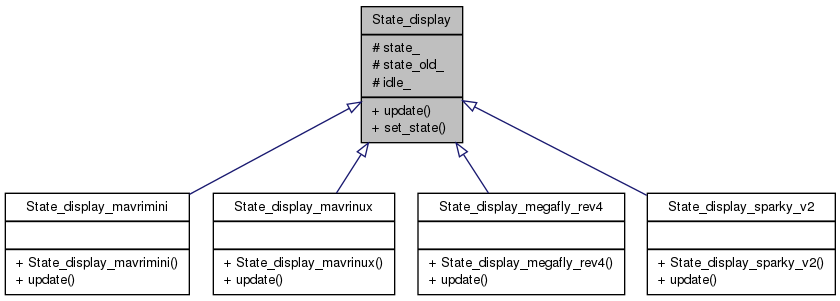 State_display
# state_
# state_old_
# idle_
+ update()
+ set_state()
State_display_mavrimini
+ State_display_mavrimini()
+ update()
State_display_mavrinux
+ State_display_mavrinux()
+ update()
State_display_megafly_rev4
+ State_display_megafly_rev4()
+ update()
State_display_sparky_v2
+ State_display_sparky_v2()
+ update()